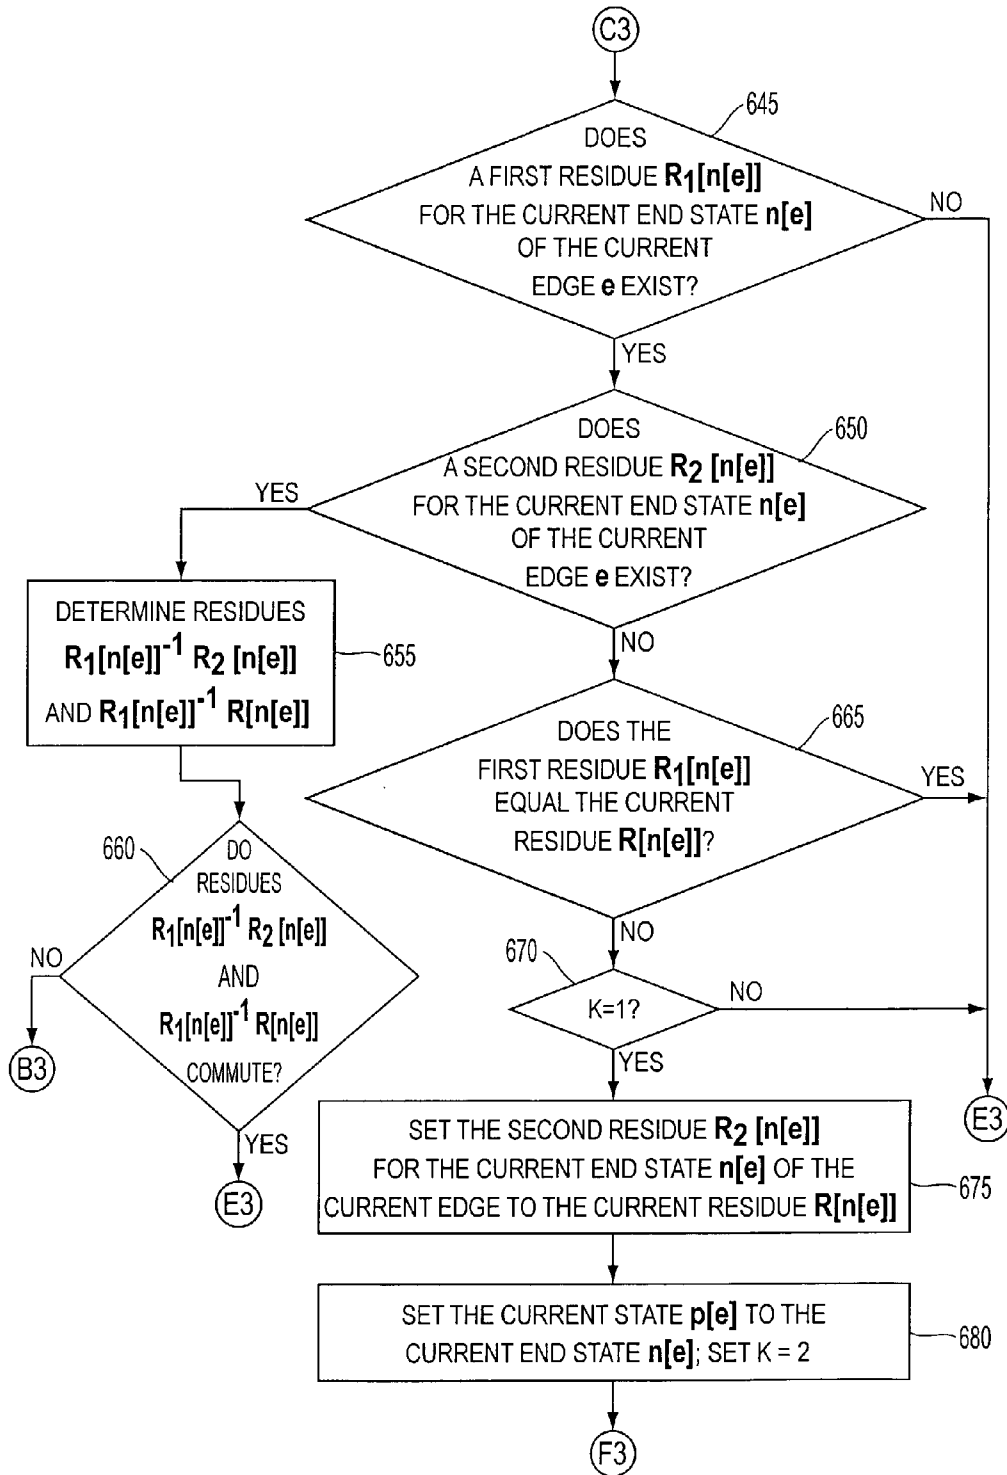 C3
645
DOES
A FIRST RESIDUE R1[n[e]]
FOR THE CURRENT END STATE n[e]
OF THE CURRENT
EDGE e EXIST?
NO
YES
650
DOES
A SECOND RESIDUE R2 [n[e]]
FOR THE CURRENT END STATE n[e]
OF THE CURRENT
EDGE e EXIST?
YES
NO
DETERMINE RESIDUES
R1[n[e]]-1 R2 [n[e]]
AND R1[n[e]]-1 R[n[e]]
655
665
DOES THE
FIRST RESIDUE R1[n[e]]
EQUAL THE CURRENT
RESIDUE R[n[e]]?
YES
NO
660
DO
RESIDUES
R1[n[e]]-1 R2 [n[e]]
AND
R1[n[e]]-1 R[n[e]]
COMMUTE?
NO
B3
YES
E3
670
K=1?
NO
YES
E3
SET THE SECOND RESIDUE R2 [n[e]]
FOR THE CURRENT END STATE n[e] OF THE
CURRENT EDGE TO THE CURRENT RESIDUE R[n[e]]
675
SET THE CURRENT STATE p[e] TO THE
CURRENT END STATE n[e]; SET K = 2
680
F3